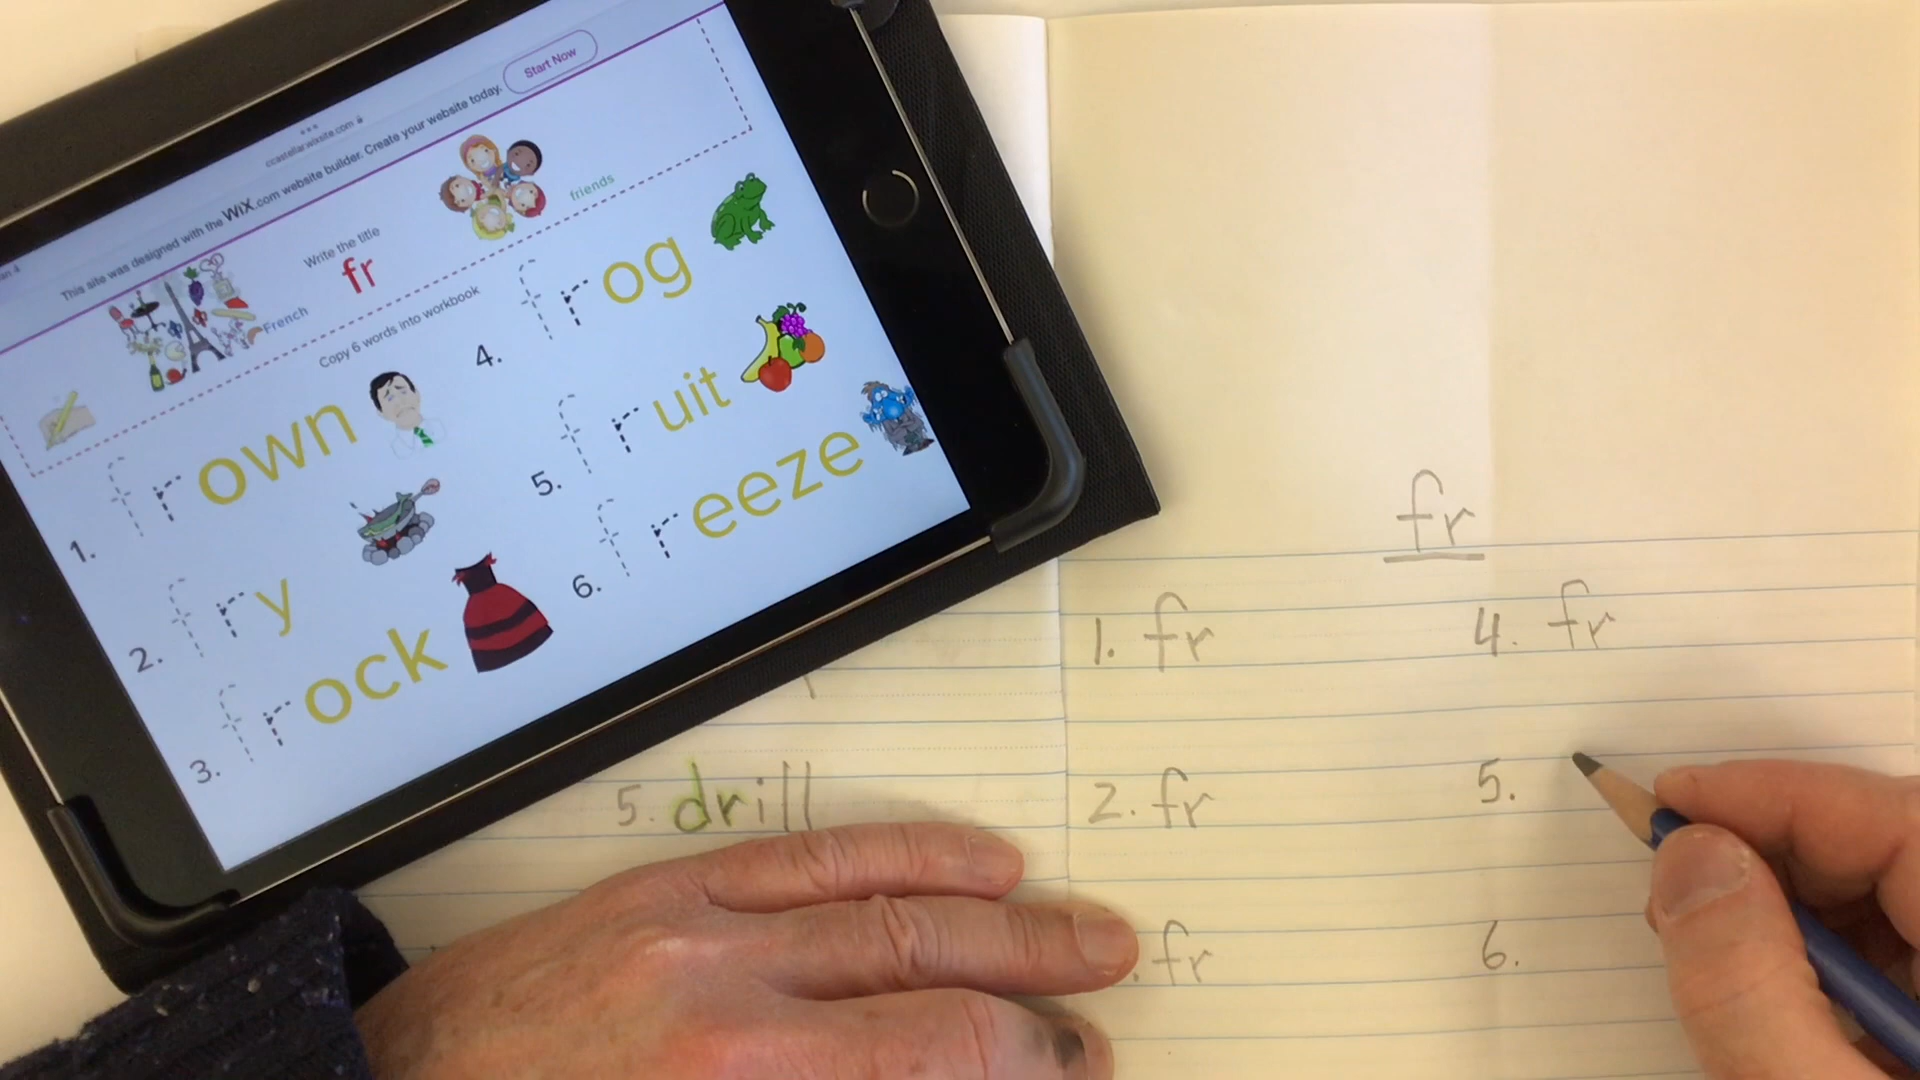 ccastellar.wixsite.com
This site was designed with the WiX.com website builder. Create your website today. Start Now
French
Write the title
fr
friends
Copy 6 words into workbook
1. frown
2. fry
3. frock
4. frog
5. fruit
6. freeze
5. drill
fr
1. fr
2. fr
. fr
4. fr
5.
6.